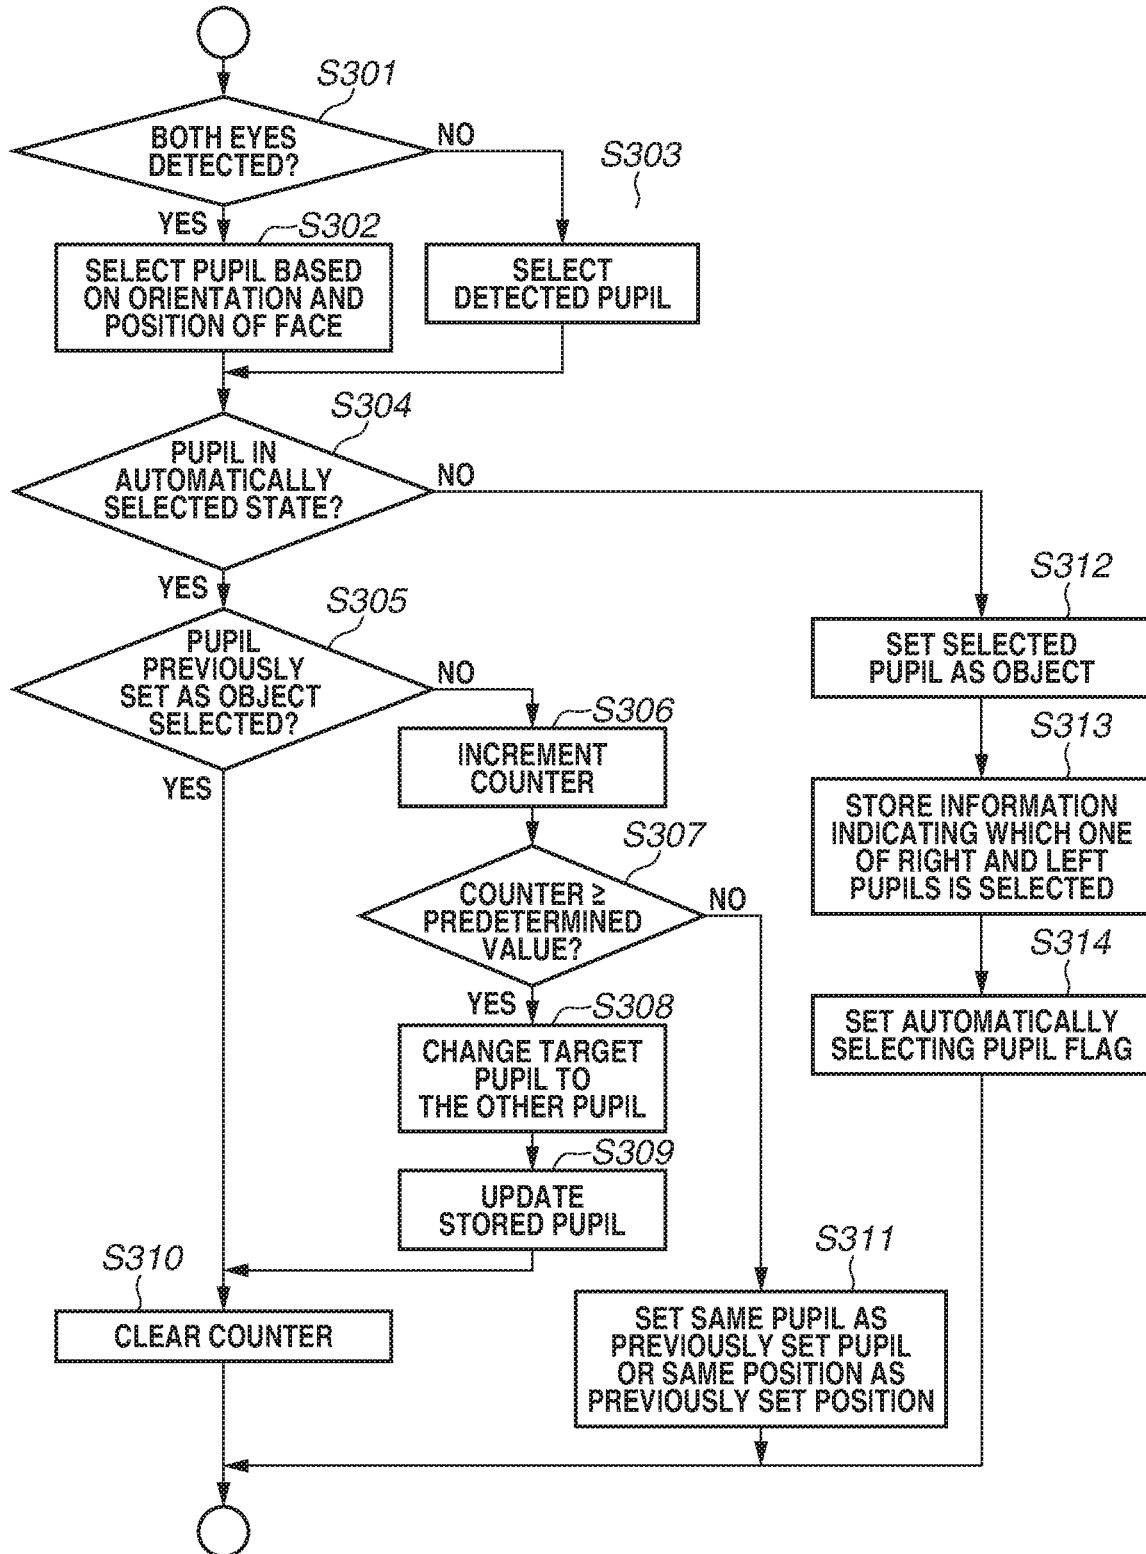 S301
BOTH EYES
DETECTED?
NO
YES
S302
SELECT PUPIL BASED
ON ORIENTATION AND
POSITION OF FACE
S303
SELECT
DETECTED PUPIL
S304
PUPIL IN
AUTOMATICALLY
SELECTED STATE?
NO
YES
S305
PUPIL
PREVIOUSLY
SET AS OBJECT
SELECTED?
NO
YES
S306
INCREMENT
COUNTER
S307
COUNTER ≥
PREDETERMINED
VALUE?
NO
YES
S308
CHANGE TARGET
PUPIL TO
THE OTHER PUPIL
S309
UPDATE
STORED PUPIL
S310
CLEAR COUNTER
S311
SET SAME PUPIL AS
PREVIOUSLY SET PUPIL
OR SAME POSITION AS
PREVIOUSLY SET POSITION
S312
SET SELECTED
PUPIL AS OBJECT
S313
STORE INFORMATION
INDICATING WHICH ONE
OF RIGHT AND LEFT
PUPILS IS SELECTED
S314
SET AUTOMATICALLY
SELECTING PUPIL FLAG